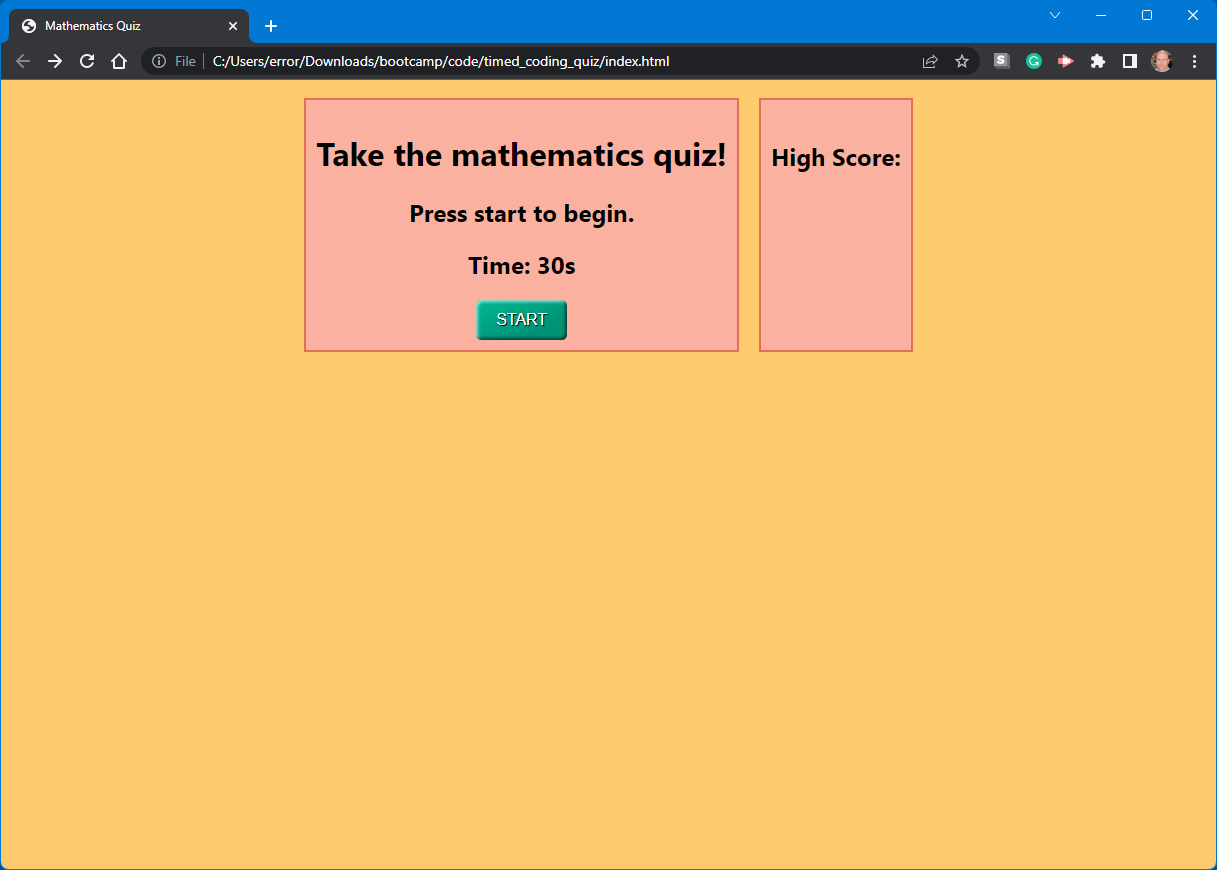 Mathematics Quiz
File C:/Users/error/Downloads/bootcamp/code/timed_coding_quiz/index.html
S
G
Take the mathematics quiz!
High Score:
Press start to begin.
Time: 30s
START